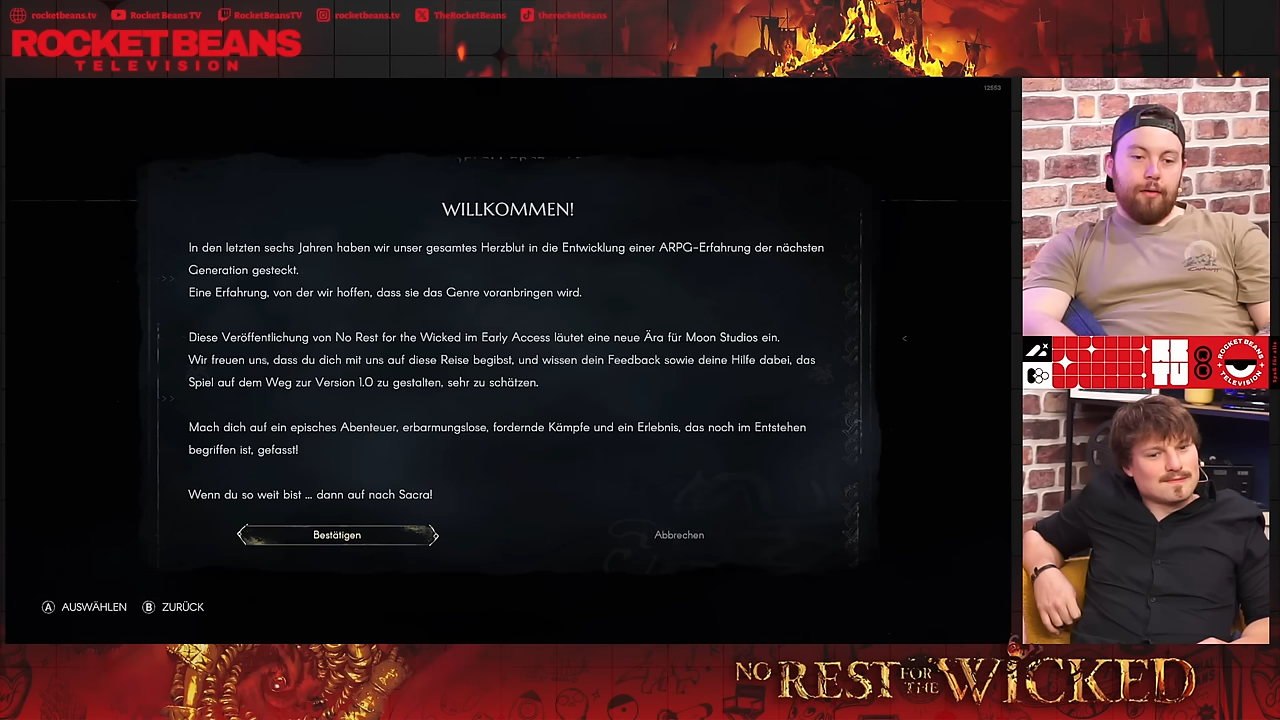 rocketbeans.tv Rocket Beans TV RocketBeansTV rocketbeans.tv TheRocketBeans therocketbeans
ROCKET BEANS
TELEVISION
12553
WILLKOMMEN!
In den letzten sechs Jahren haben wir unser gesamtes Herzblut in die Entwicklung einer ARPG-Erfahrung der nächsten
Generation gesteckt.
Eine Erfahrung, von der wir hoffen, dass sie das Genre voranbringen wird.
Diese Veröffentlichung von No Rest for the Wicked im Early Access läutet eine neue Ära für Moon Studios ein.
Wir freuen uns, dass du dich mit uns auf diese Reise begibst, und wissen dein Feedback sowie deine Hilfe dabei, das
Spiel auf dem Weg zur Version 1.0 zu gestalten, sehr zu schätzen.
Mach dich auf ein episches Abenteuer, erbarmungslose, fordernde Kämpfe und ein Erlebnis, das noch im Entstehen
begriffen ist, gefasst!
Wenn du so weit bist ... dann auf nach Sacra!
Bestätigen Abbrechen
A AUSWÄHLEN B ZURÜCK
Carhartt
RB
TV
ROCKET BEANS
TELEVISION
NO REST FOR THE WICKED